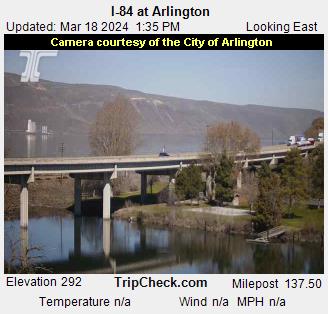 I-84 at Arlington
Updated: Mar 18 2024 1:35 PM Looking East
Camera courtesy of the City of Arlington
Elevation 292 TripCheck.com Milepost 137.50
Temperature n/a Wind n/a MPH n/a